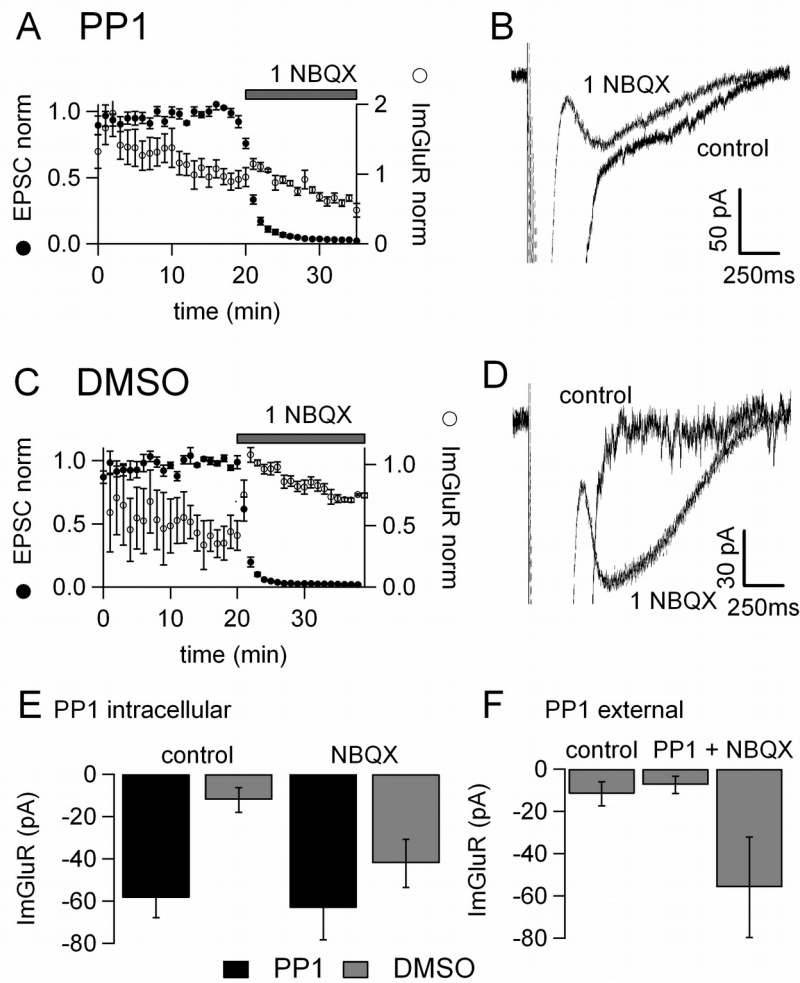 A PP1
1 NBQX
EPSC norm
1.0
0.5
0.0
2
1
0
ImGluR norm
0 10 20 30
time (min)
B
1 NBQX
control
50 pA
250ms
C DMSO
1 NBQX
EPSC norm
1.0
0.5
0.0
1.0
0.5
0.0
ImGluR norm
0 10 20 30
time (min)
D
control
1 NBQX
30 pA
250ms
E PP1 intracellular
control NBQX
ImGluR (pA)
0
-20
-40
-60
-80
PP1 DMSO
F PP1 external
control PP1 + NBQX
ImGluR (pA)
0
-20
-40
-60
-80